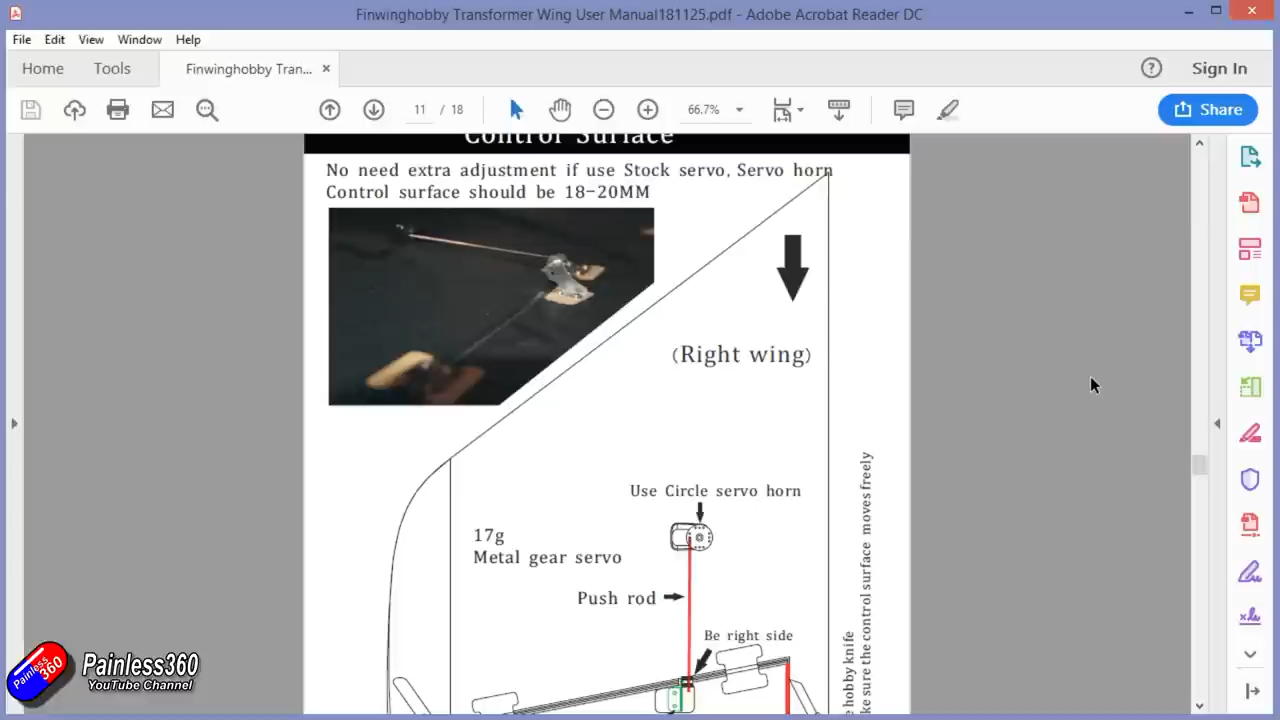 Finwinghobby Transformer Wing User Manual181125.pdf - Adobe Acrobat Reader DC
File Edit View Window Help
Home Tools Finwinghobby Tran... ×
Sign In
11 / 18 66.7% Share
Control Surface
No need extra adjustment if use Stock servo, Servo horn
Control surface should be 18-20MM
(Right wing)
Use Circle servo horn
17g
Metal gear servo
Push rod
Be right side
hobby knife
sure the control surface moves freely
Painless360
Painless360
YouTube Channel